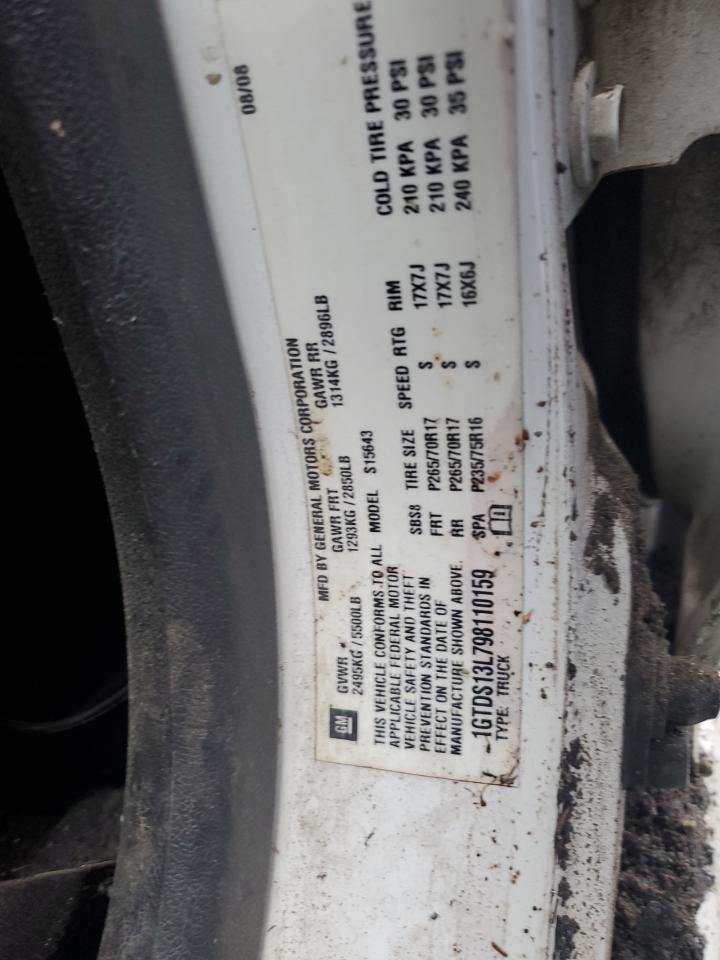 MFD BY GENERAL MOTORS CORPORATION
08/08
GM
GVWR GAWR FRT GAWR RR
2495KG / 5500LB 1293KG / 2850LB 1314KG / 2896LB
THIS VEHICLE CONFORMS TO ALL
APPLICABLE FEDERAL MOTOR
VEHICLE SAFETY AND THEFT
PREVENTION STANDARDS IN
EFFECT ON THE DATE OF
MANUFACTURE SHOWN ABOVE.
1GTDS13L798110159
TYPE: TRUCK
MODEL S15643
SBS8 TIRE SIZE SPEED RTG RIM COLD TIRE PRESSURE
FRT P265/70R17 S 17X7J 210 KPA 30 PSI
RR P265/70R17 S 17X7J 210 KPA 30 PSI
SPA P235/75R16 S 16X6J 240 KPA 35 PSI